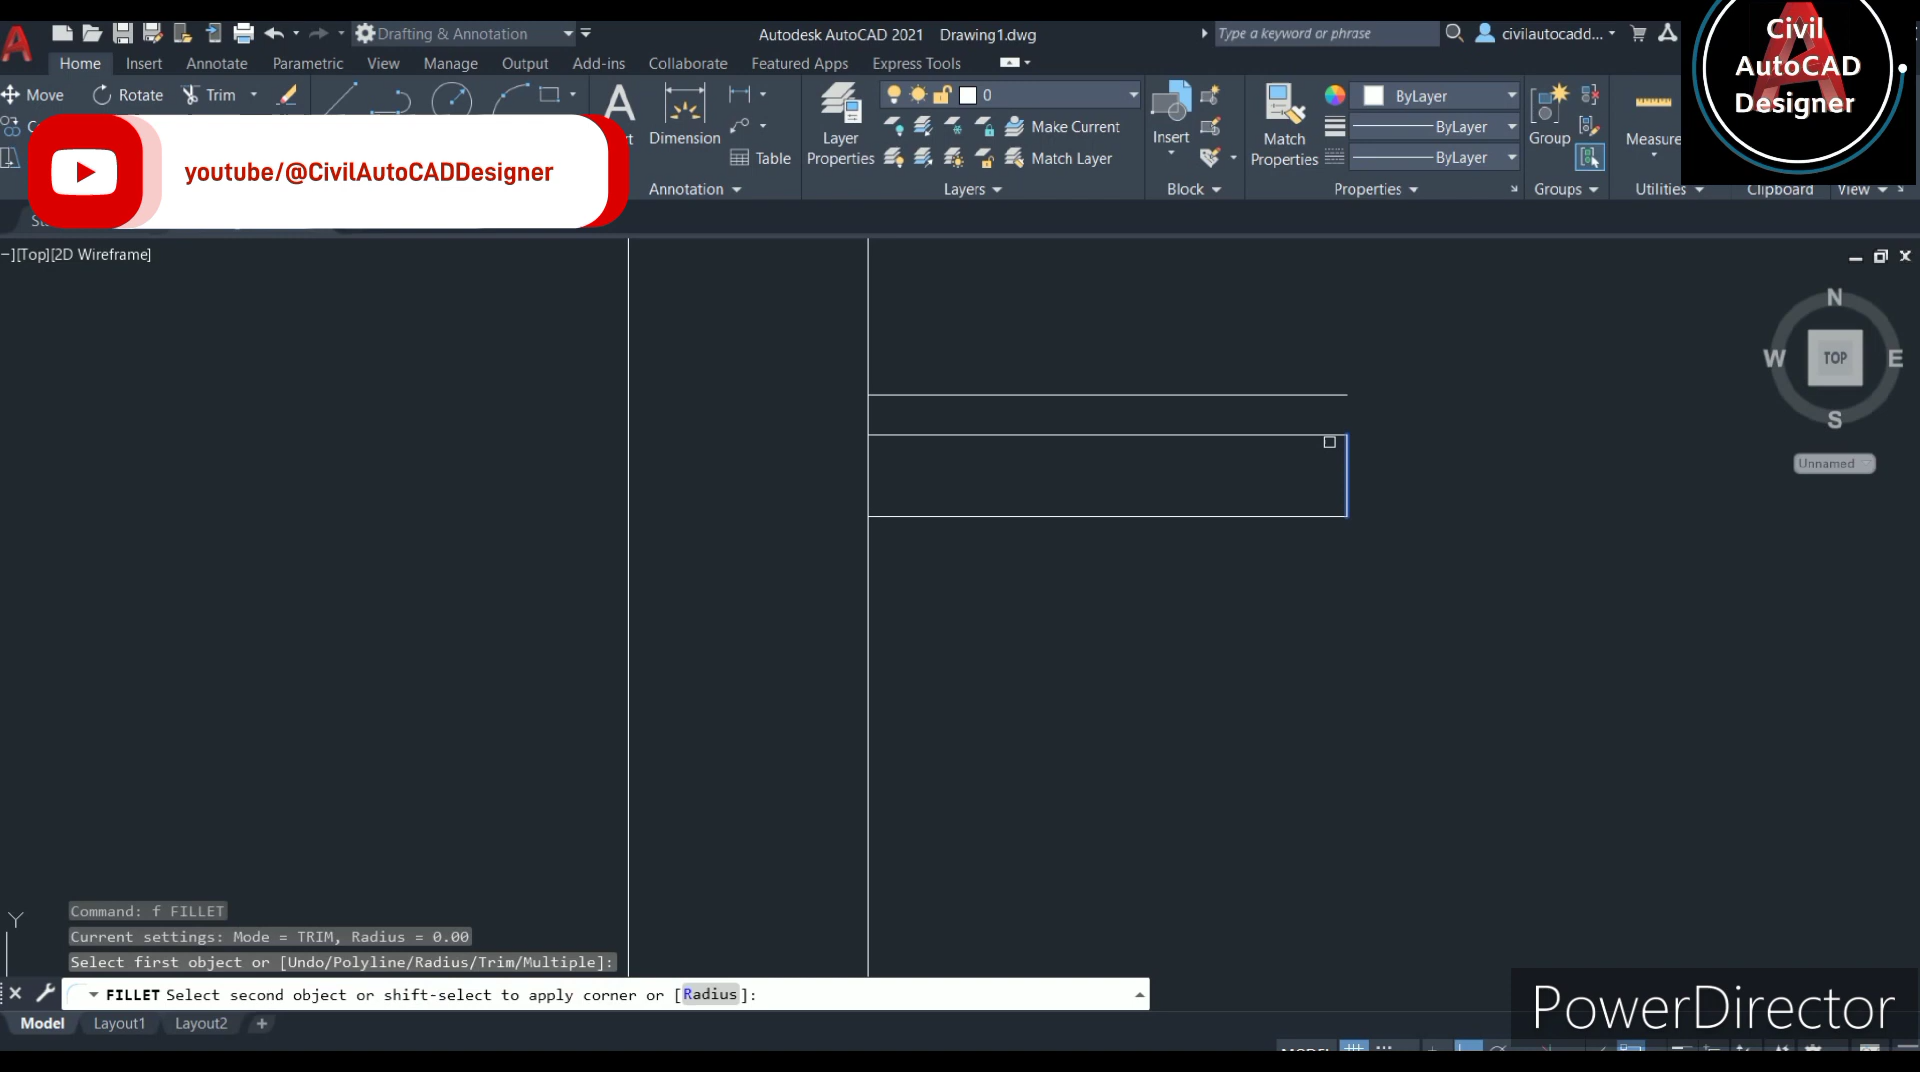 Drafting & Annotation
Autodesk AutoCAD 2021 Drawing1.dwg
Type a keyword or phrase
civilautocadd...
Civil
AutoCAD
Designer
Home Insert Annotate Parametric View Manage Output Add-ins Collaborate Featured Apps Express Tools
Move Rotate Trim
0
ByLayer
Make Current
ByLayer
Dimension
Layer
Properties
Insert
Match
Properties
Group
Measure
Table
Match Layer
ByLayer
youtube/@CivilAutoCADDesigner
Annotation
Layers
Block
Properties
Groups
Utilities
Clipboard
View
−][Top][2D Wireframe]
N
W
TOP
E
S
Unnamed
Y
Command: f FILLET
Current settings: Mode = TRIM, Radius = 0.00
Select first object or [Undo/Polyline/Radius/Trim/Multiple]:
FILLET Select second object or shift-select to apply corner or [Radius]:
Model Layout1 Layout2
PowerDirector
MODEL